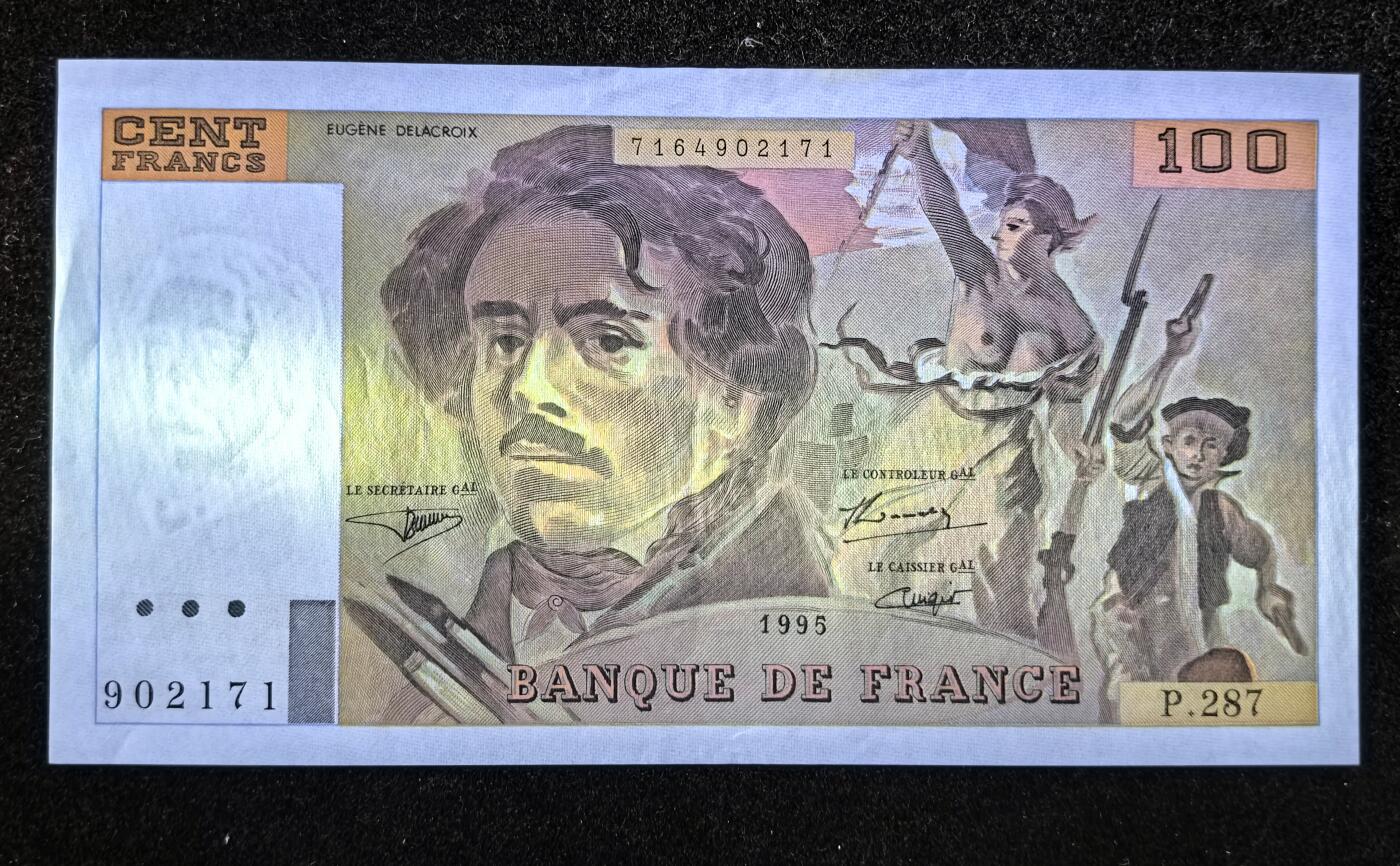 CENT
FRANCS
EUGÈNE DELACROIX
7164902171
100
LE SECRÉTAIRE GAL
LE CONTROLEUR GAL
LE CAISSIER GAL
1995
BANQUE DE FRANCE
902171
P.287